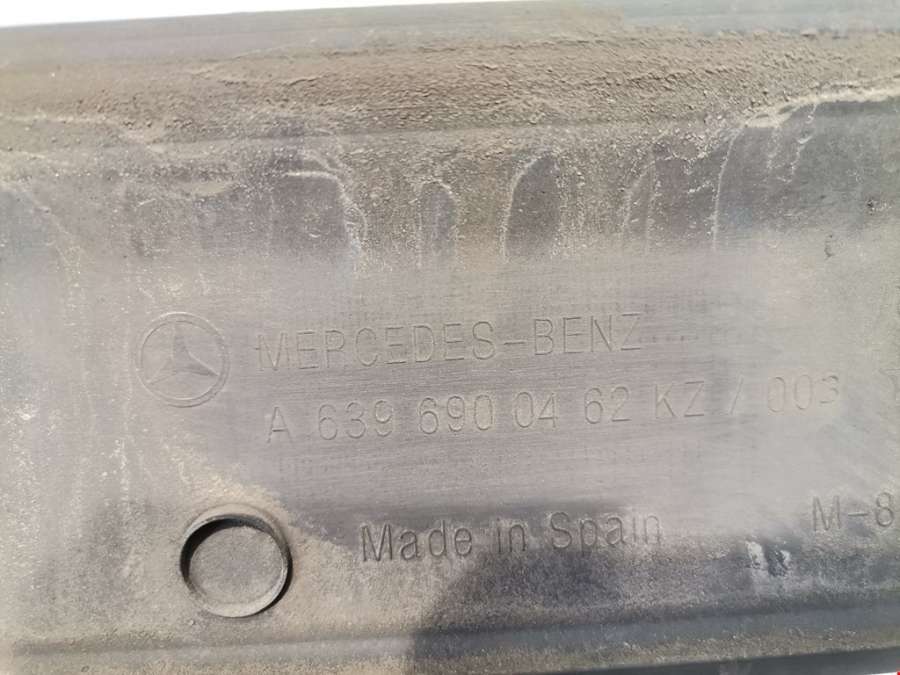 MERCEDES-BENZ
A 639 690 04 62 KZ / 003
Made in Spain
M-8